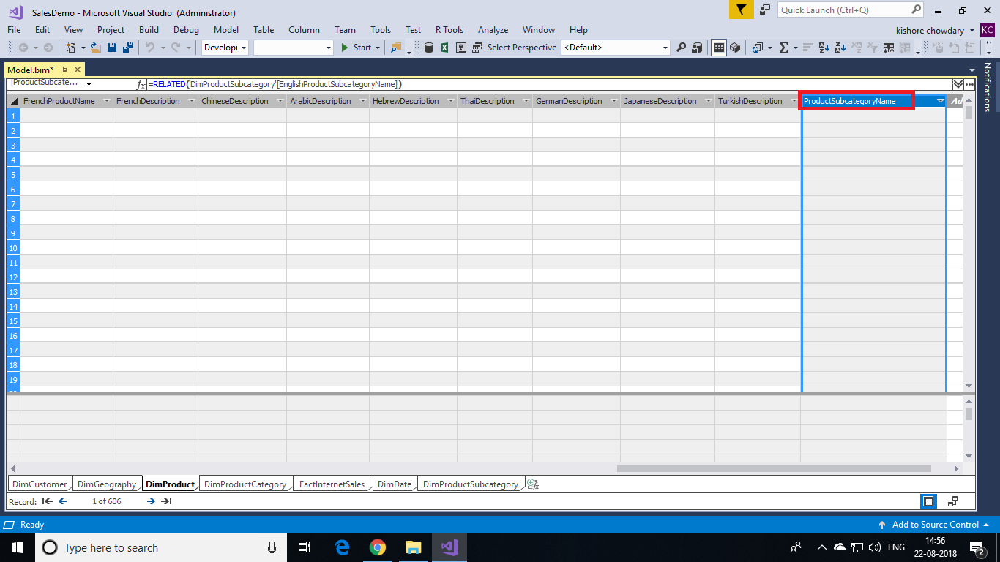 SalesDemo - Microsoft Visual Studio (Administrator)
Quick Launch (Ctrl+Q)
File Edit View Project Build Debug Model Table Column Team Tools Test R Tools Analyze Window Help
kishore chowdary
KC
Start
Select Perspective
<Default>
Model.bim*
[ProductSubcate...
fx
=RELATED('DimProductSubcategory'[EnglishProductSubcategoryName])
FrenchProductName FrenchDescription ChineseDescription ArabicDescription HebrewDescription ThaiDescription GermanDescription JapaneseDescription TurkishDescription ProductSubcategoryName Ad
1
2
3
4
5
6
7
8
9
10
11
12
13
14
15
16
17
18
19
Notifications
DimCustomer DimGeography DimProduct DimProductCategory FactInternetSales DimDate DimProductSubcategory
Record: 1 of 606
Ready
Add to Source Control
Type here to search
ENG
14:56
22-08-2018
2